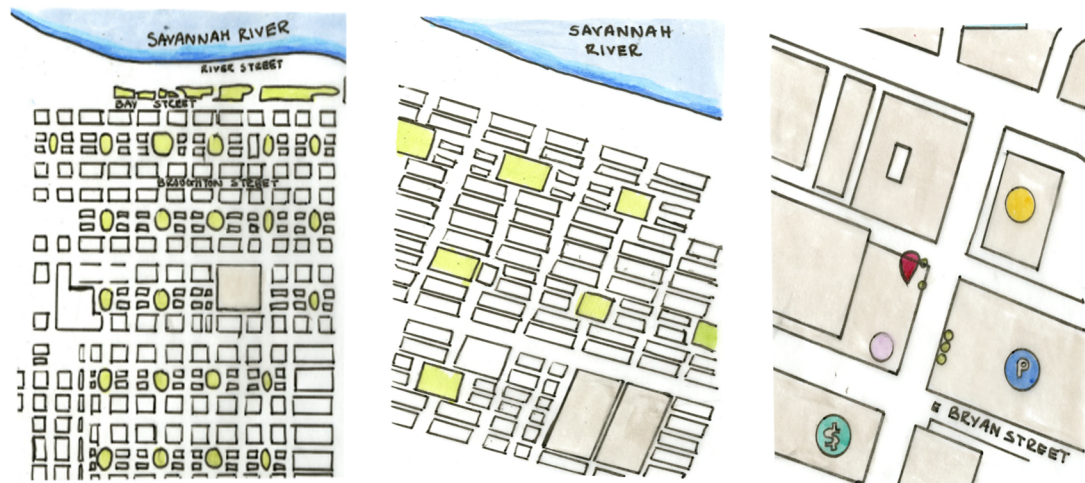 SAVANNAH RIVER
RIVER STREET
BAY STREET
BROUGHTON STREET
SAVANNAH
RIVER
P
$
E BRYAN STREET